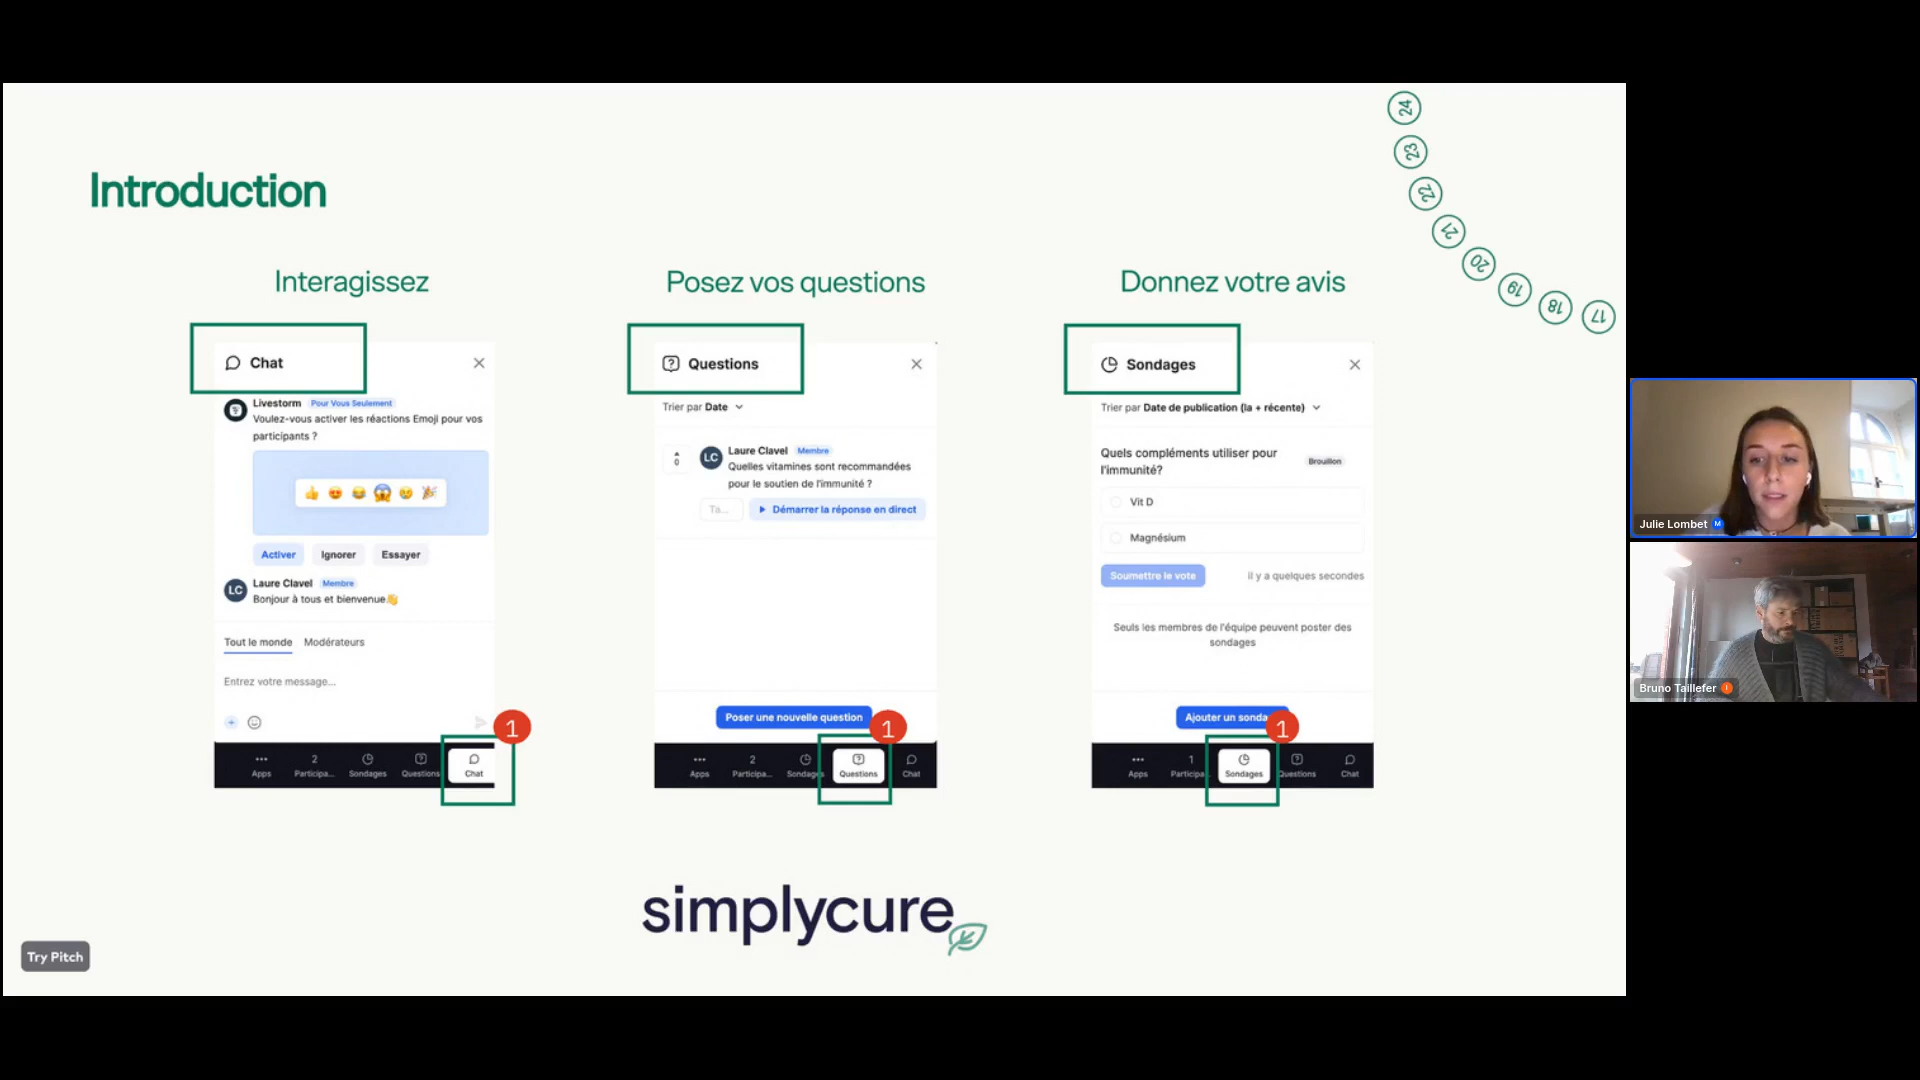 Introduction
24
23
22
21
20
19
18
17
Interagissez
Chat
Livestorm Pour Vous Seulement
Voulez-vous activer les réactions Emoji pour vos
participants ?
Activer Ignorer Essayer
LC Laure Clavel Membre
Bonjour à tous et bienvenue
Tout le monde Modérateurs
Entrez votre message...
1
2
Apps Participa... Sondages Questions Chat
Posez vos questions
Questions
Trier par Date
0
LC Laure Clavel Membre
Quelles vitamines sont recommandées
pour le soutien de l'immunité ?
Ta... Démarrer la réponse en direct
Poser une nouvelle question
1
2
Apps Participa... Sondages Questions Chat
Donnez votre avis
Sondages
Trier par Date de publication (la + récente)
Quels compléments utiliser pour
l'immunité?
Brouillon
Vit D
Magnésium
Soumettre le vote il y a quelques secondes
Seuls les membres de l'équipe peuvent poster des
sondages
Ajouter un sonda
1
1
Apps Participa Sondages Questions Chat
simplycure
Try Pitch
Julie Lombet M
Bruno Taillefer I